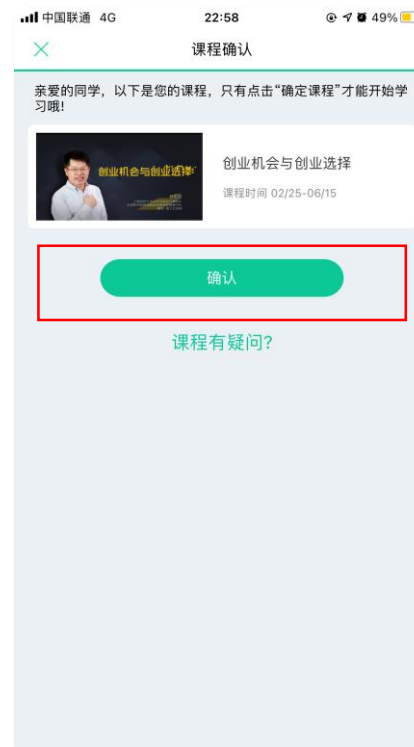 中国联通 4G 22:58 49%
课程确认
亲爱的同学，以下是您的课程，只有点击“确定课程”才能开始学
习哦！
创业机会与创业选择
创业机会与创业选择
课程时间 02/25-06/15
确认
课程有疑问？